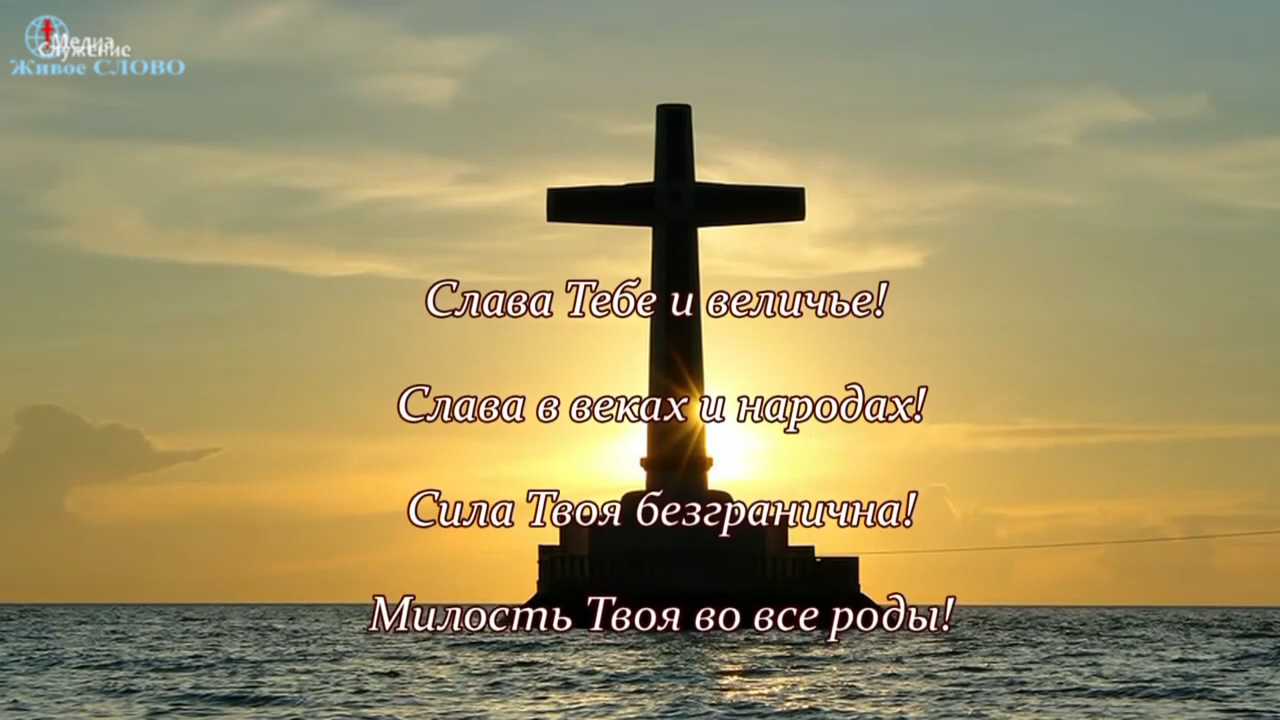 Медиа
Служение
Живое СЛОВО
Слава Тебе и величье!
Слава в веках и народах!
Сила Твоя безгранична!
Милость Твоя во все роды!